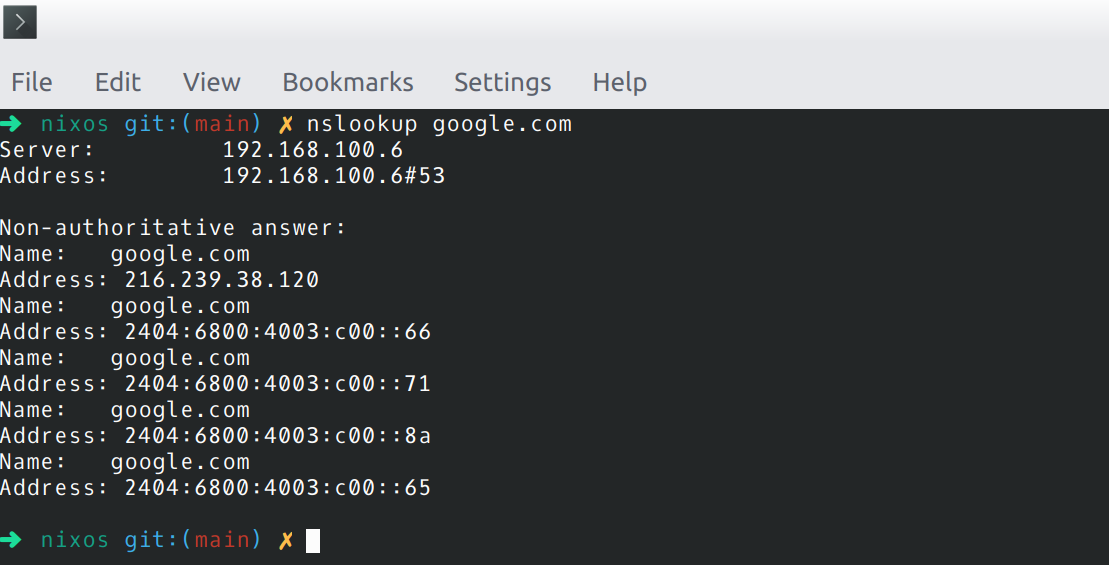 File Edit View Bookmarks Settings Help
➜ nixos git:(main) ✗ nslookup google.com
Server: 192.168.100.6
Address: 192.168.100.6#53
Non-authoritative answer:
Name: google.com
Address: 216.239.38.120
Name: google.com
Address: 2404:6800:4003:c00::66
Name: google.com
Address: 2404:6800:4003:c00::71
Name: google.com
Address: 2404:6800:4003:c00::8a
Name: google.com
Address: 2404:6800:4003:c00::65
➜ nixos git:(main) ✗